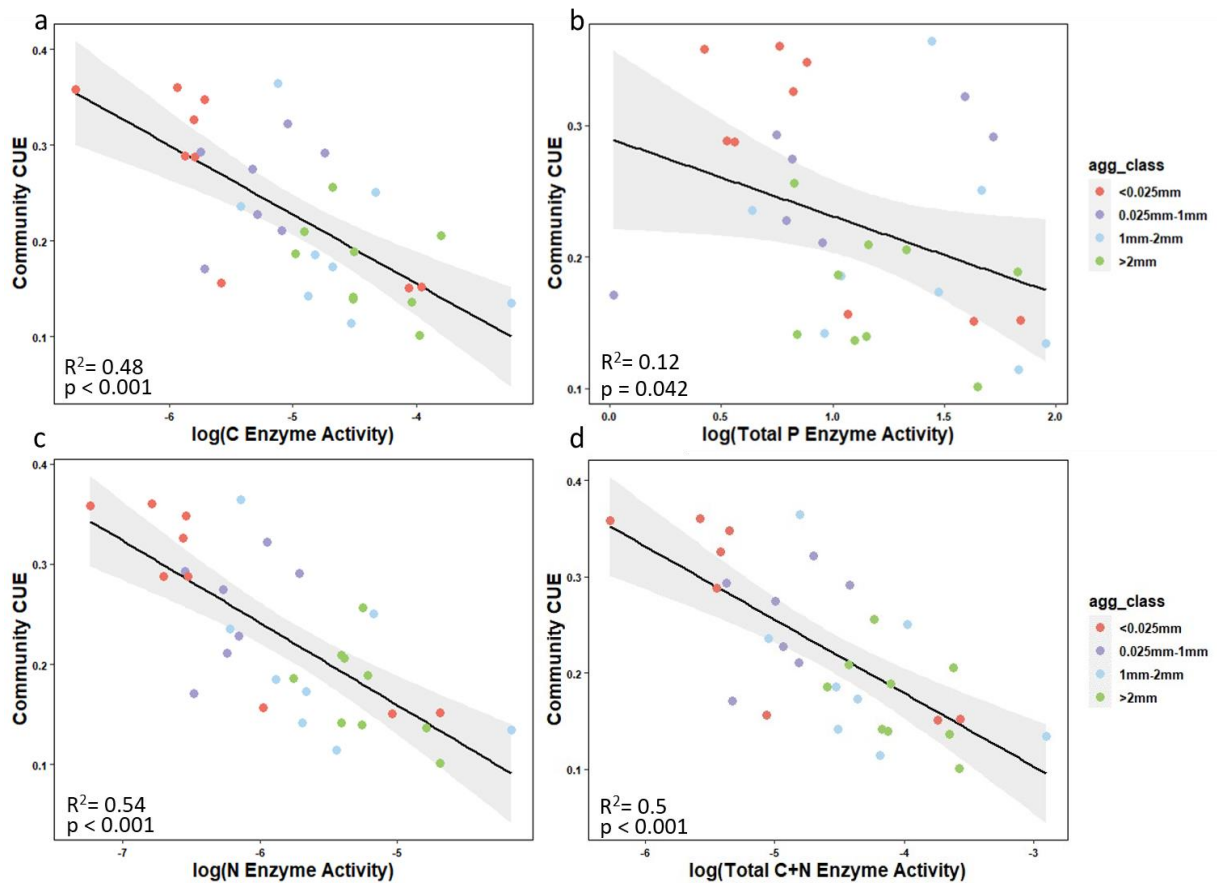 a
0.4
0.3
0.2
0.1
Community CUE
R²= 0.48
p < 0.001
-6 -5 -4
log(C Enzyme Activity)
b
0.3
0.2
0.1
Community CUE
R²= 0.12
p = 0.042
0.0 0.5 1.0 1.5 2.0
log(Total P Enzyme Activity)
agg_class
<0.025mm
0.025mm-1mm
1mm-2mm
>2mm
c
0.4
0.3
0.2
0.1
Community CUE
R²= 0.54
p < 0.001
-7 -6 -5
log(N Enzyme Activity)
d
0.4
0.3
0.2
0.1
Community CUE
R²= 0.5
p < 0.001
-6 -5 -4 -3
log(Total C+N Enzyme Activity)
agg_class
<0.025mm
0.025mm-1mm
1mm-2mm
>2mm